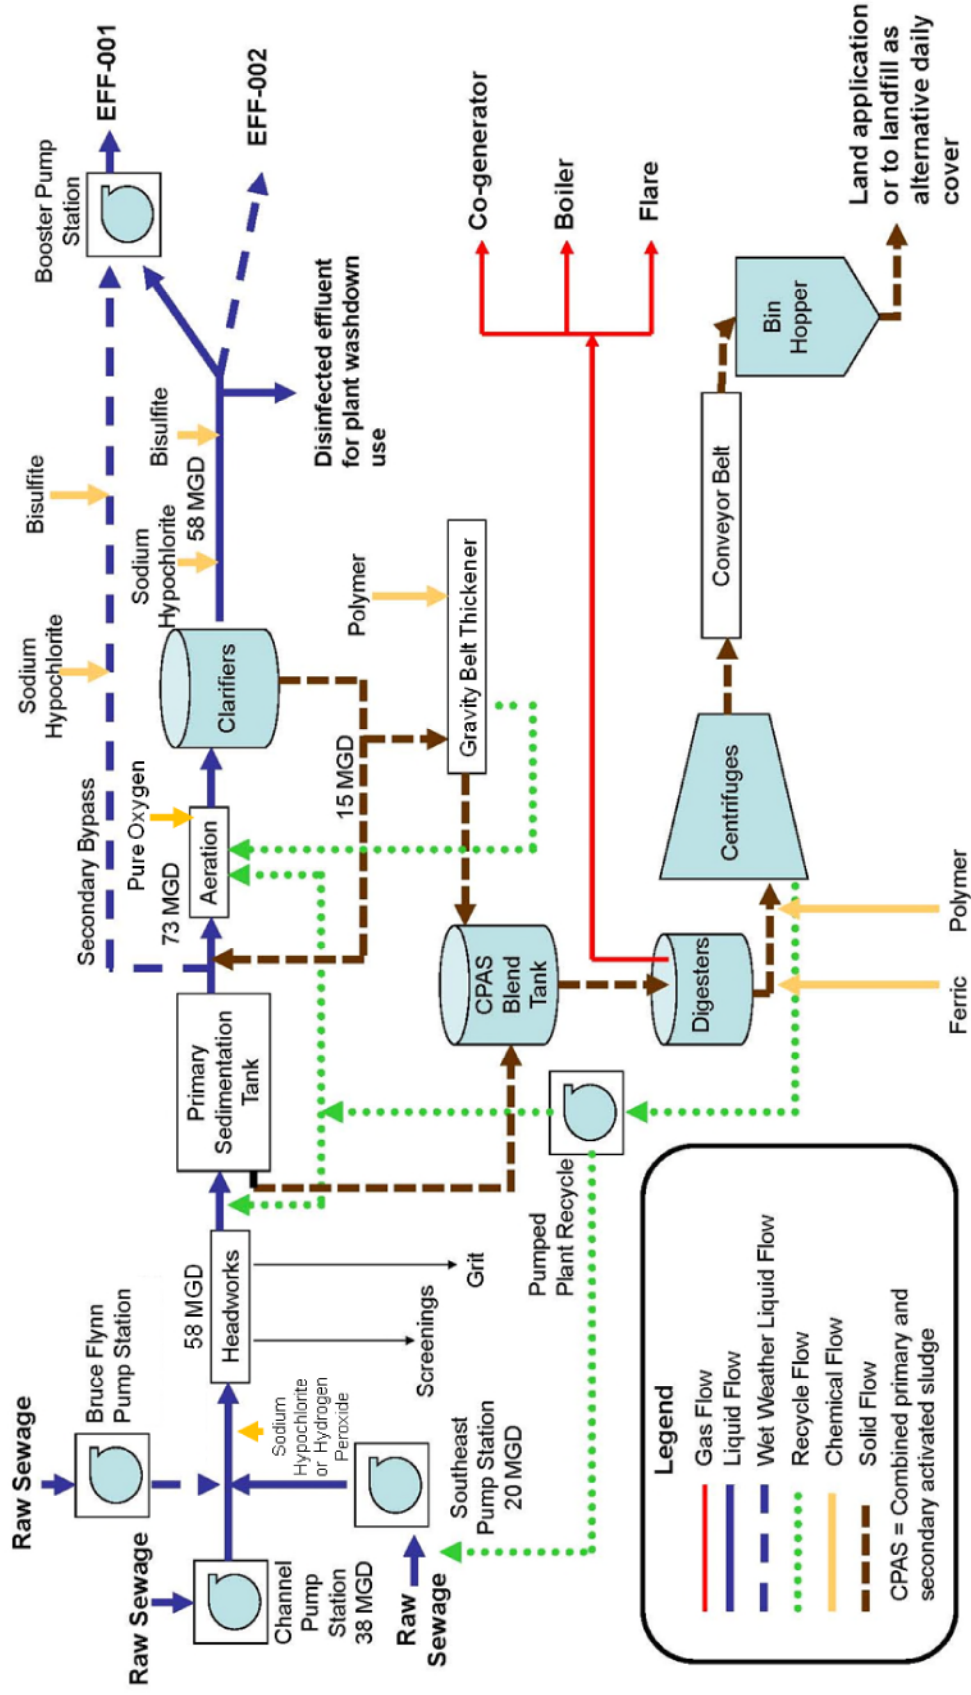 Raw Sewage
Bruce Flynn
Pump Station
Raw Sewage
Channel
Pump
Station
38 MGD
Raw
Sewage
Southeast
Pump Station
20 MGD
Sodium
Hypochlorite
or Hydrogen
Peroxide
58 MGD
Headworks
Screenings
Grit
Primary
Sedimentation
Tank
Secondary Bypass
73 MGD
Pure Oxygen
Aeration
Clarifiers
Sodium
Hypochlorite
Bisulfite
Sodium
Hypochlorite
58 MGD
Bisulfite
Booster Pump
Station
EFF-001
EFF-002
Disinfected effluent
for plant washdown
use
15 MGD
Polymer
Gravity Belt Thickener
CPAS
Blend
Tank
Pumped
Plant Recycle
Digesters
Co-generator
Boiler
Flare
Ferric
Polymer
Centrifuges
Conveyor Belt
Bin
Hopper
Land application
or to landfill as
alternative daily
cover
Legend
Gas Flow
Liquid Flow
Wet Weather Liquid Flow
Recycle Flow
Chemical Flow
Solid Flow
CPAS = Combined primary and
secondary activated sludge